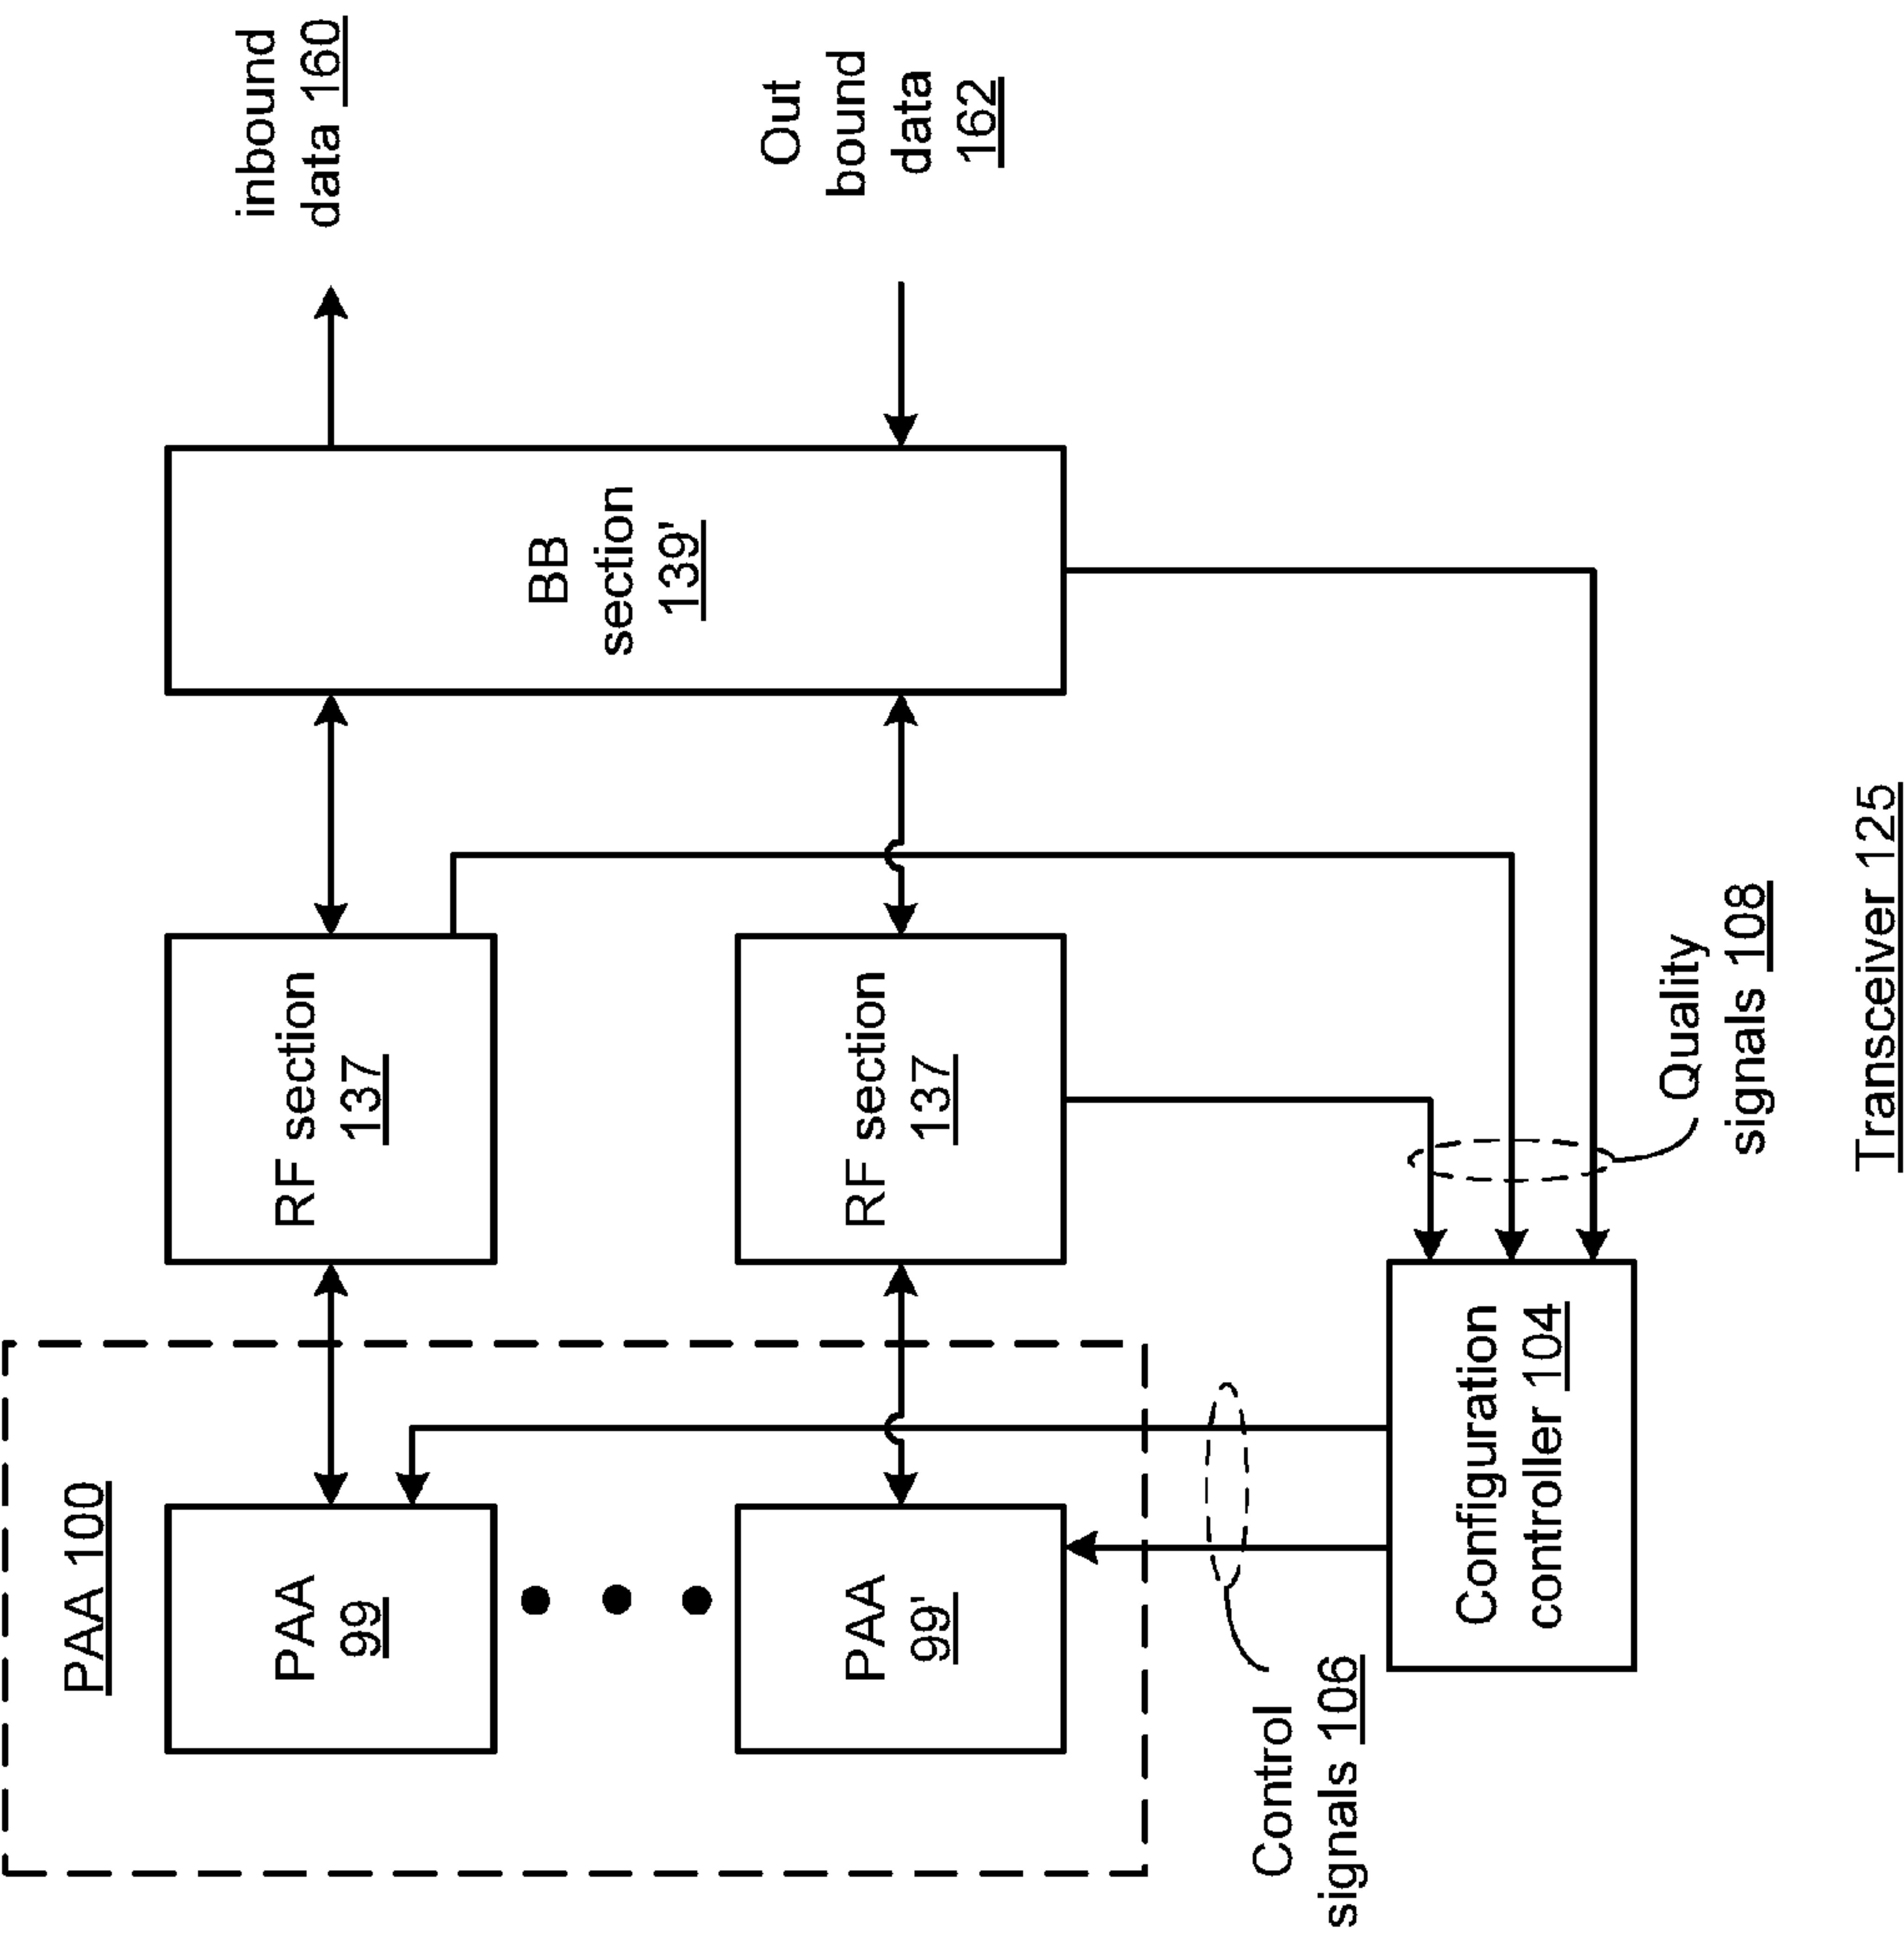 PAA 100
PAA
99
PAA
99'
RF section
137
RF section
137
BB
section
139'
inbound
data 160
Out
bound
data
162
Control
signals 106
Configuration
controller 104
Quality
signals 108
Transceiver 125